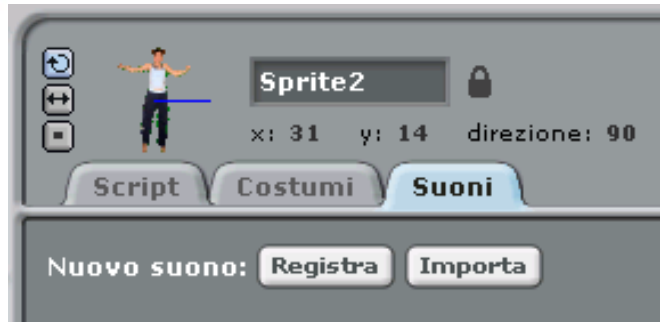 Sprite2
x: 31 y: 14 direzione: 90
Script Costumi Suoni
Nuovo suono: Registra Importa